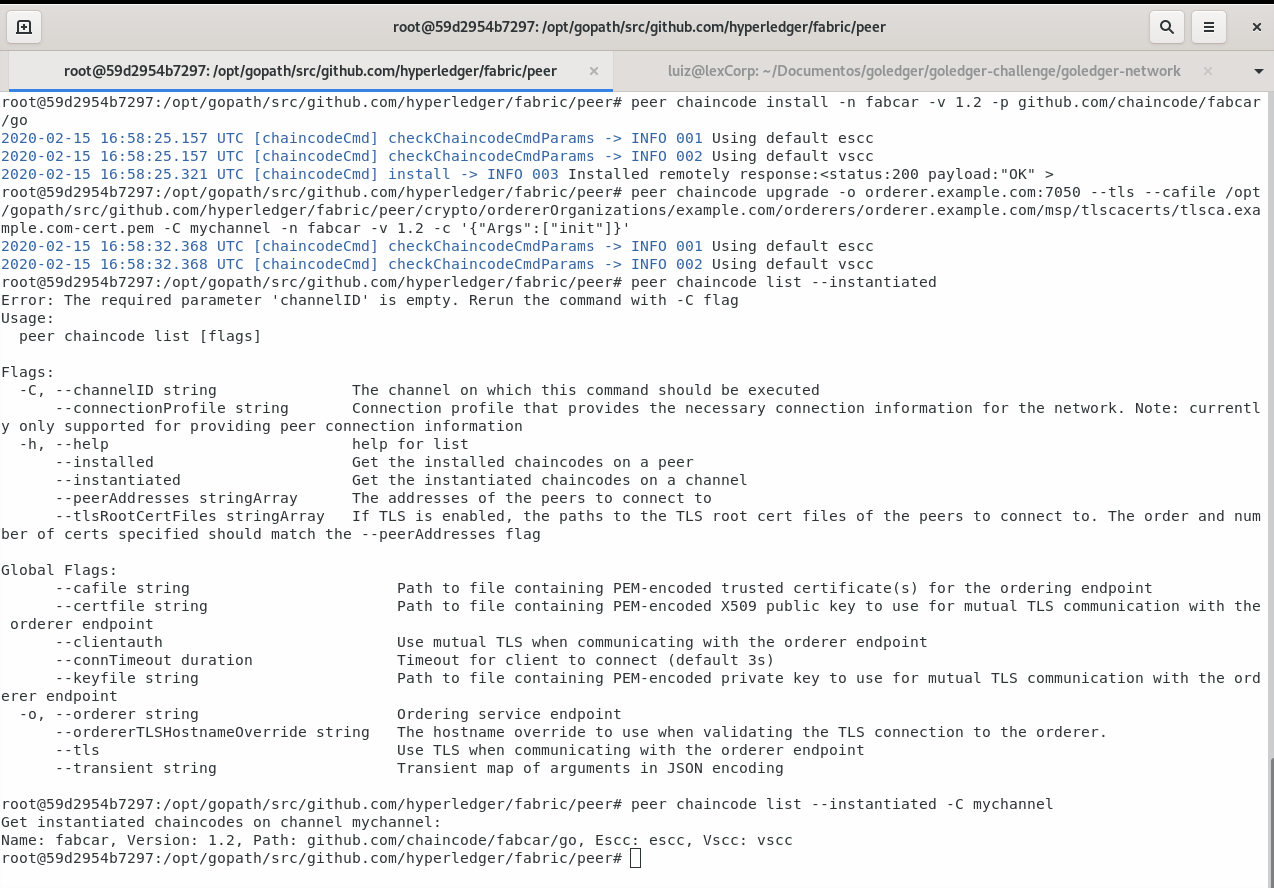 root@59d2954b7297: /opt/gopath/src/github.com/hyperledger/fabric/peer
root@59d2954b7297: /opt/gopath/src/github.com/hyperledger/fabric/peer
luiz@lexCorp: ~/Documentos/goledger/goledger-challenge/goledger-network
root@59d2954b7297:/opt/gopath/src/github.com/hyperledger/fabric/peer# peer chaincode install -n fabcar -v 1.2 -p github.com/chaincode/fabcar
/go
2020-02-15 16:58:25.157 UTC [chaincodeCmd] checkChaincodeCmdParams -> INFO 001 Using default escc
2020-02-15 16:58:25.157 UTC [chaincodeCmd] checkChaincodeCmdParams -> INFO 002 Using default vscc
2020-02-15 16:58:25.321 UTC [chaincodeCmd] install -> INFO 003 Installed remotely response:<status:200 payload:"OK" >
root@59d2954b7297:/opt/gopath/src/github.com/hyperledger/fabric/peer# peer chaincode upgrade -o orderer.example.com:7050 --tls --cafile /opt
/gopath/src/github.com/hyperledger/fabric/peer/crypto/ordererOrganizations/example.com/orderers/orderer.example.com/msp/tlscacerts/tlsca.exa
mple.com-cert.pem -C mychannel -n fabcar -v 1.2 -c '{"Args":["init"]}'
2020-02-15 16:58:32.368 UTC [chaincodeCmd] checkChaincodeCmdParams -> INFO 001 Using default escc
2020-02-15 16:58:32.368 UTC [chaincodeCmd] checkChaincodeCmdParams -> INFO 002 Using default vscc
root@59d2954b7297:/opt/gopath/src/github.com/hyperledger/fabric/peer# peer chaincode list --instantiated
Error: The required parameter 'channelID' is empty. Rerun the command with -C flag
Usage:
  peer chaincode list [flags]

Flags:
  -C, --channelID string               The channel on which this command should be executed
      --connectionProfile string       Connection profile that provides the necessary connection information for the network. Note: currentl
y only supported for providing peer connection information
  -h, --help                           help for list
      --installed                      Get the installed chaincodes on a peer
      --instantiated                   Get the instantiated chaincodes on a channel
      --peerAddresses stringArray      The addresses of the peers to connect to
      --tlsRootCertFiles stringArray   If TLS is enabled, the paths to the TLS root cert files of the peers to connect to. The order and num
ber of certs specified should match the --peerAddresses flag

Global Flags:
      --cafile string                       Path to file containing PEM-encoded trusted certificate(s) for the ordering endpoint
      --certfile string                     Path to file containing PEM-encoded X509 public key to use for mutual TLS communication with the
 orderer endpoint
      --clientauth                          Use mutual TLS when communicating with the orderer endpoint
      --connTimeout duration                Timeout for client to connect (default 3s)
      --keyfile string                      Path to file containing PEM-encoded private key to use for mutual TLS communication with the ord
erer endpoint
  -o, --orderer string                      Ordering service endpoint
      --ordererTLSHostnameOverride string   The hostname override to use when validating the TLS connection to the orderer.
      --tls                                 Use TLS when communicating with the orderer endpoint
      --transient string                    Transient map of arguments in JSON encoding

root@59d2954b7297:/opt/gopath/src/github.com/hyperledger/fabric/peer# peer chaincode list --instantiated -C mychannel
Get instantiated chaincodes on channel mychannel:
Name: fabcar, Version: 1.2, Path: github.com/chaincode/fabcar/go, Escc: escc, Vscc: vscc
root@59d2954b7297:/opt/gopath/src/github.com/hyperledger/fabric/peer#